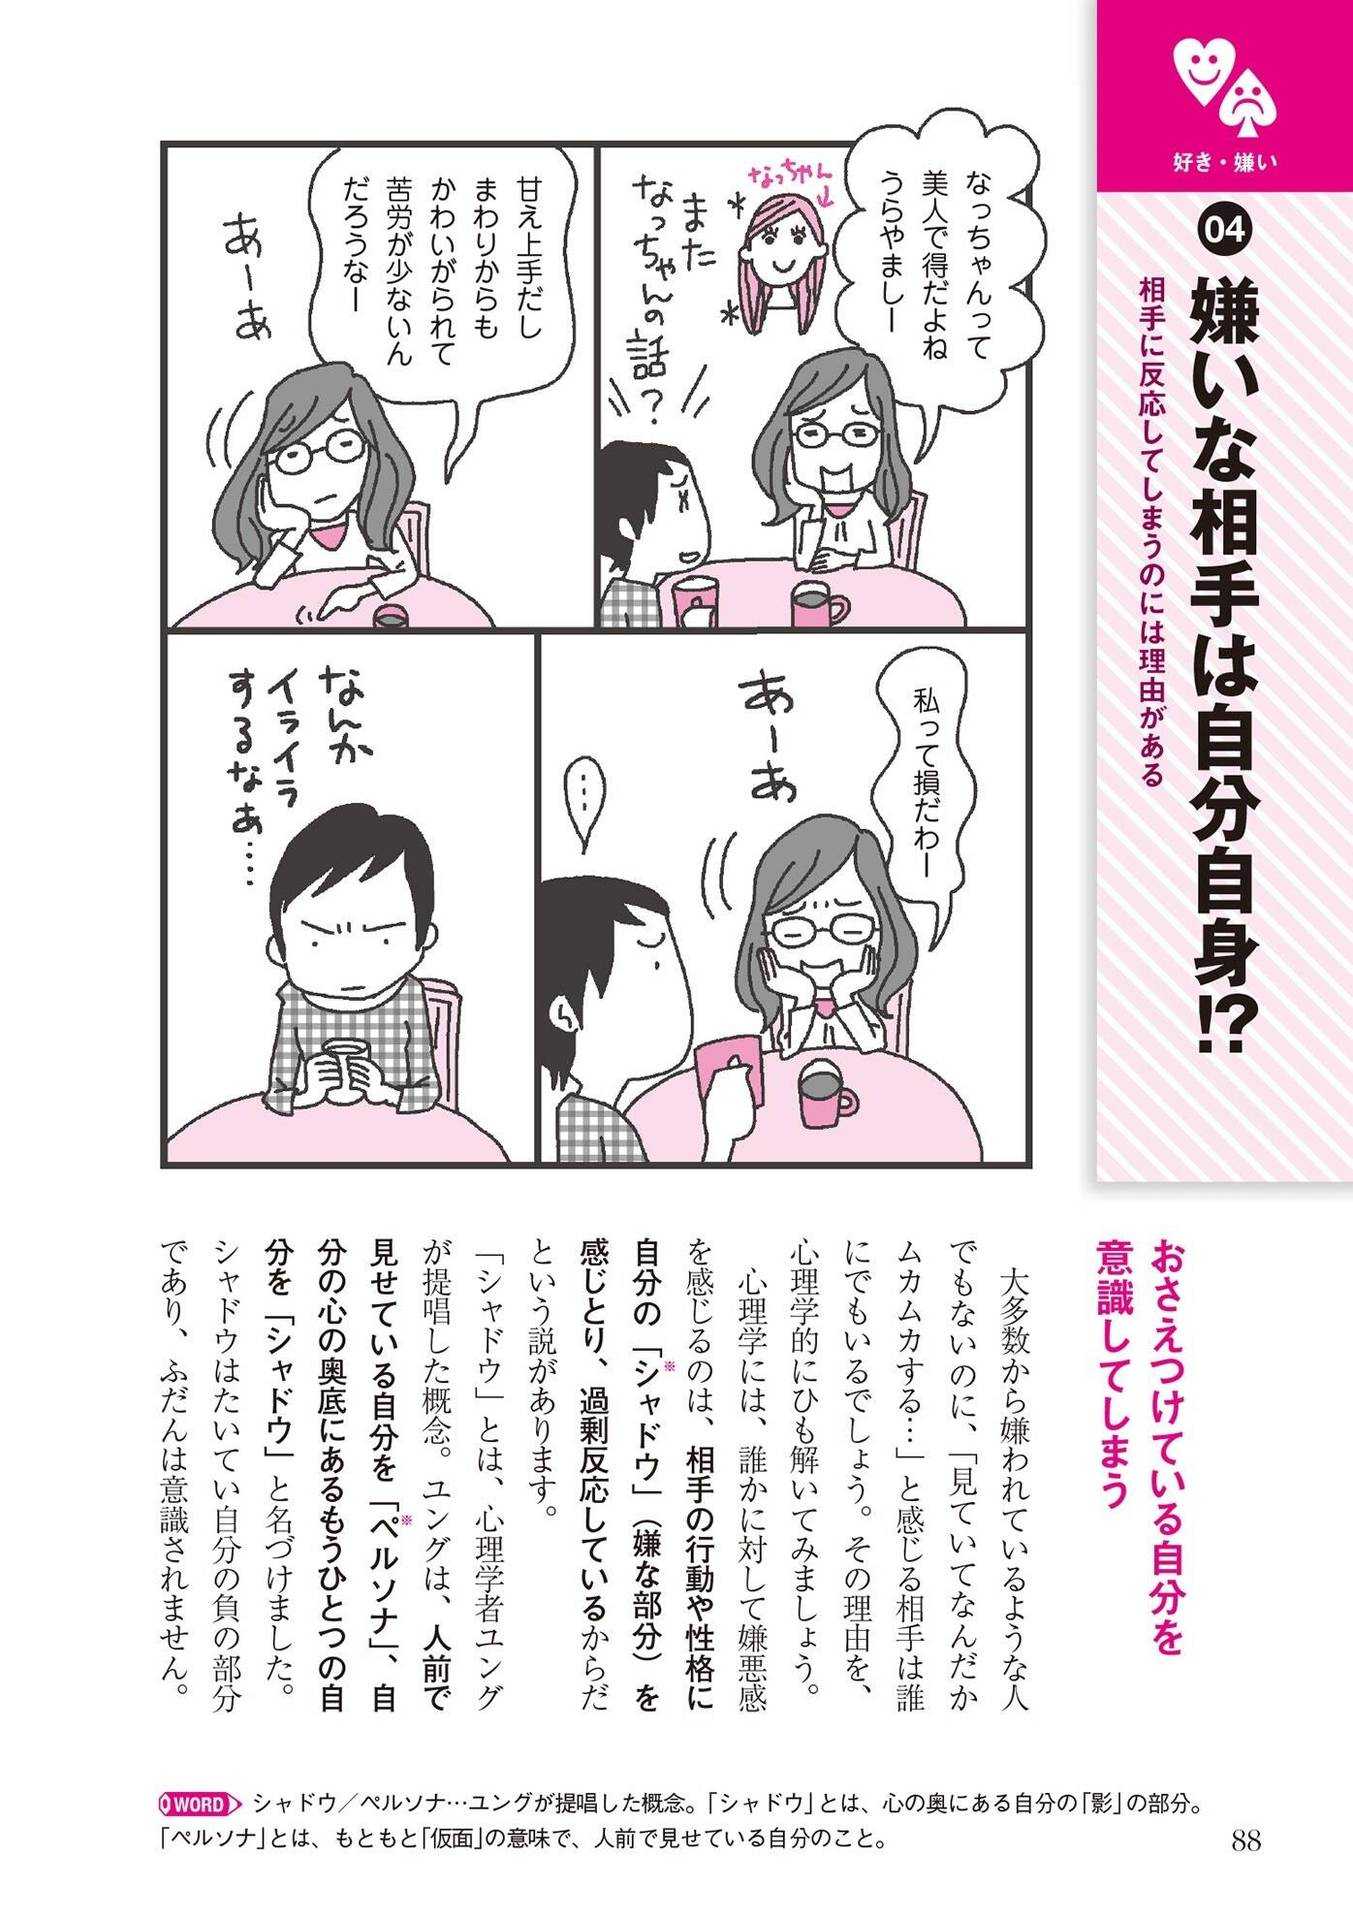 好き・嫌い
04
嫌いな相手は自分自身!?
相手に反応してしまうのには理由がある
なっちゃんって
美人で得だよね
うらやまし―
なっちゃん
また
なっちゃんの話?
甘え上手だし
まわりからも
かわいがられて
苦労が少ないん
だろうな―
あーあ
私って損だわ―
あーあ
…
なんか
イライラ
するなぁ……
おさえつけている自分を
意識してしまう
大多数から嫌われているような人
でもないのに、「見ていてなんだか
ムカムカする…」と感じる相手は誰
にでもいるでしょう。その理由を、
心理学的にひも解いてみましょう。
心理学には、誰かに対して嫌悪感
を感じるのは、相手の行動や性格に
自分の「シャドウ※」(嫌な部分)を
感じとり、過剰反応しているからだ
という説があります。
「シャドウ」とは、心理学者ユング
が提唱した概念。ユングは、人前で
見せている自分を「ペルソナ※」、自
分の心の奥底にあるもうひとつの自
分を「シャドウ」と名づけました。
シャドウはたいてい自分の負の部分
であり、ふだんは意識されません。
WORD シャドウ/ペルソナ…ユングが提唱した概念。「シャドウ」とは、心の奥にある自分の「影」の部分。
「ペルソナ」とは、もともと「仮面」の意味で、人前で見せている自分のこと。
88